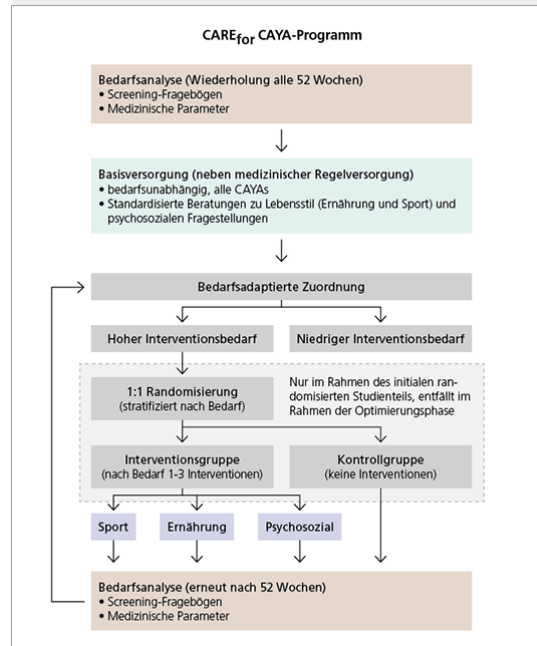 CAREfor CAYA-Programm
Bedarfsanalyse (Wiederholung alle 52 Wochen)
• Screening-Fragebögen
• Medizinische Parameter
Basisversorgung (neben medizinischer Regelversorgung)
• bedarfsunabhängig, alle CAYAs
• Standardisierte Beratungen zu Lebensstil (Ernährung und Sport) und
psychosozialen Fragestellungen
Bedarfsadaptierte Zuordnung
Hoher Interventionsbedarf
Niedriger Interventionsbedarf
1:1 Randomisierung
(stratifiziert nach Bedarf)
Nur im Rahmen des initialen ran-
domisierten Studienteils, entfällt im
Rahmen der Optimierungsphase
Interventionsgruppe
(nach Bedarf 1-3 Interventionen)
Kontrollgruppe
(keine Interventionen)
Sport
Ernährung
Psychosozial
Bedarfsanalyse (erneut nach 52 Wochen)
• Screening-Fragebögen
• Medizinische Parameter